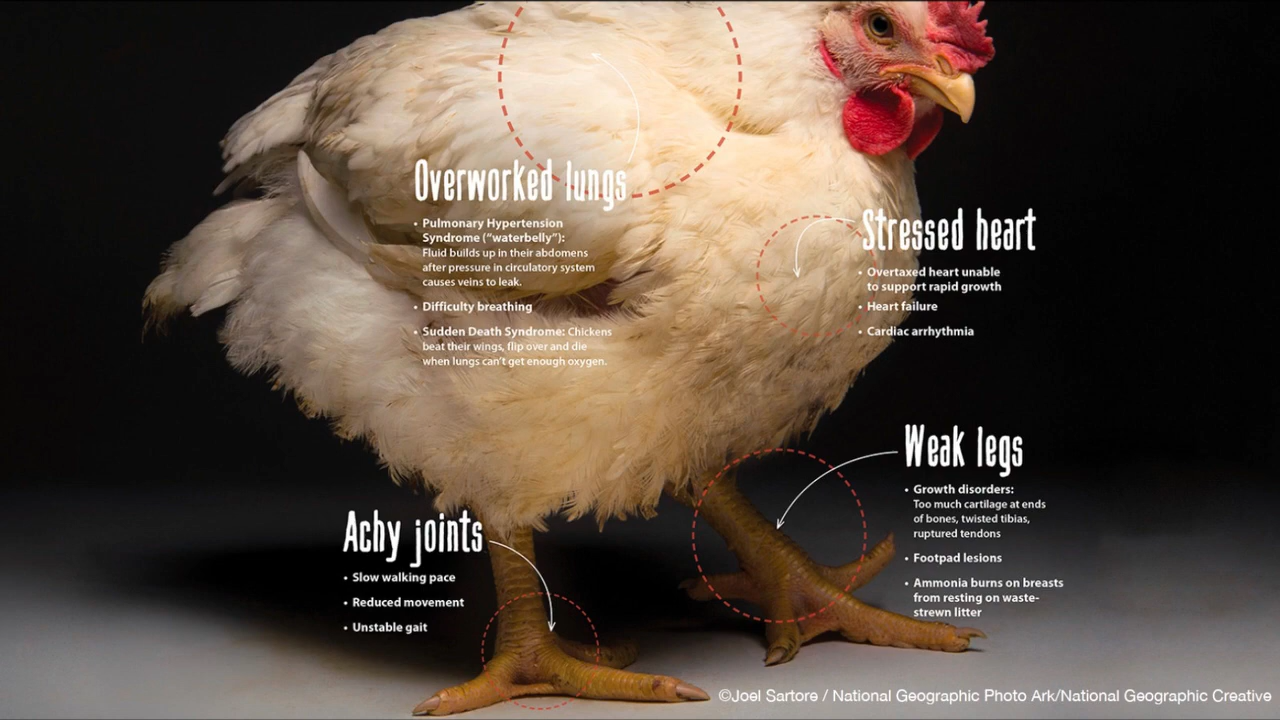 Overworked lungs
• Pulmonary Hypertension
Syndrome (“waterbelly”):
Fluid builds up in their abdomens
after pressure in circulatory system
causes veins to leak.
• Difficulty breathing
• Sudden Death Syndrome: Chickens
beat their wings, flip over and die
when lungs can’t get enough oxygen.
Stressed heart
• Overtaxed heart unable
to support rapid growth
• Heart failure
• Cardiac arrhythmia
Weak legs
• Growth disorders:
Too much cartilage at ends
of bones, twisted tibias,
ruptured tendons
• Footpad lesions
• Ammonia burns on breasts
from resting on waste-
strewn litter
Achy joints
• Slow walking pace
• Reduced movement
• Unstable gait
©Joel Sartore / National Geographic Photo Ark/National Geographic Creative